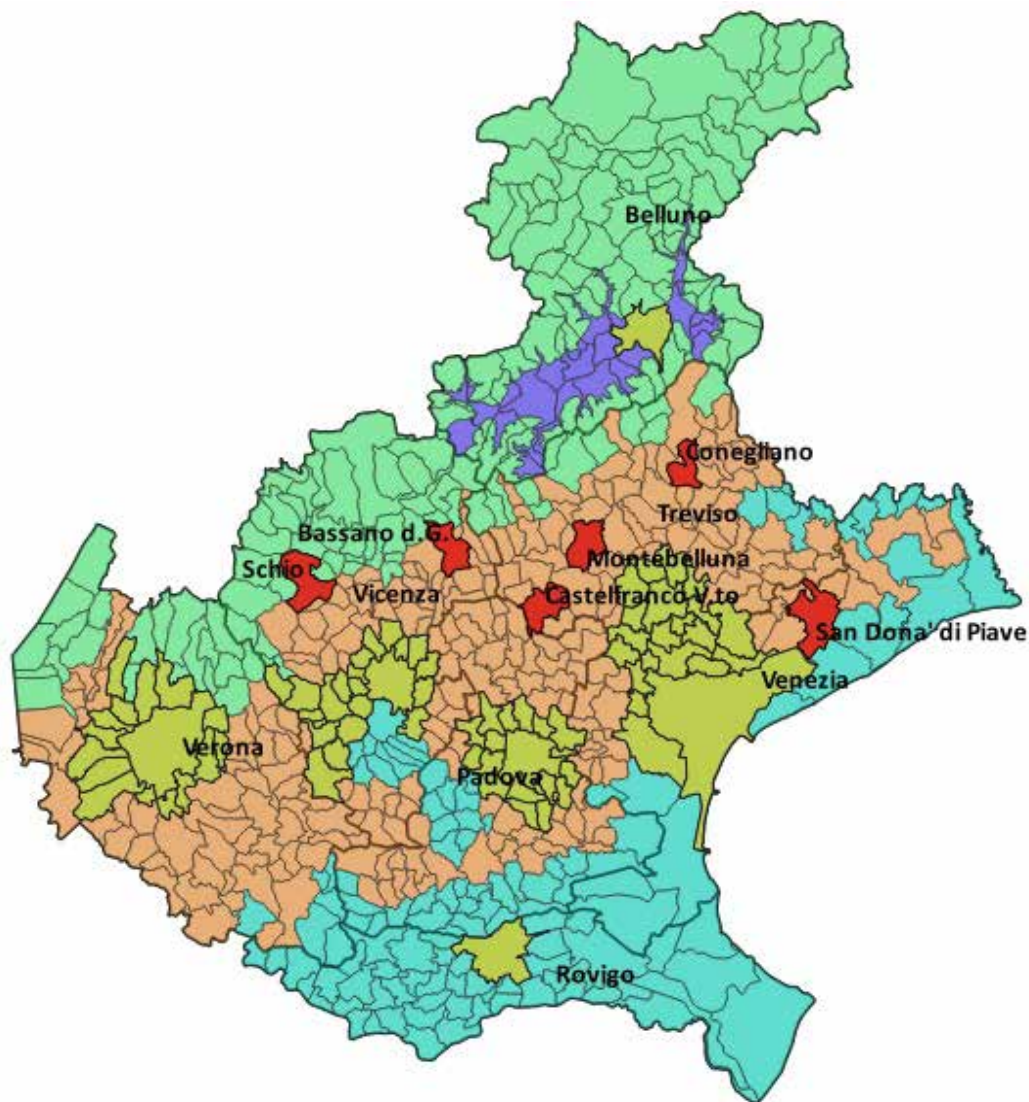 Belluno
Conegliano
Treviso
Bassano d.G.
Montebelluna
Schio
Vicenza
Castelfranco V.to
San Dona' di Piave
Venezia
Verona
Padova
Rovigo